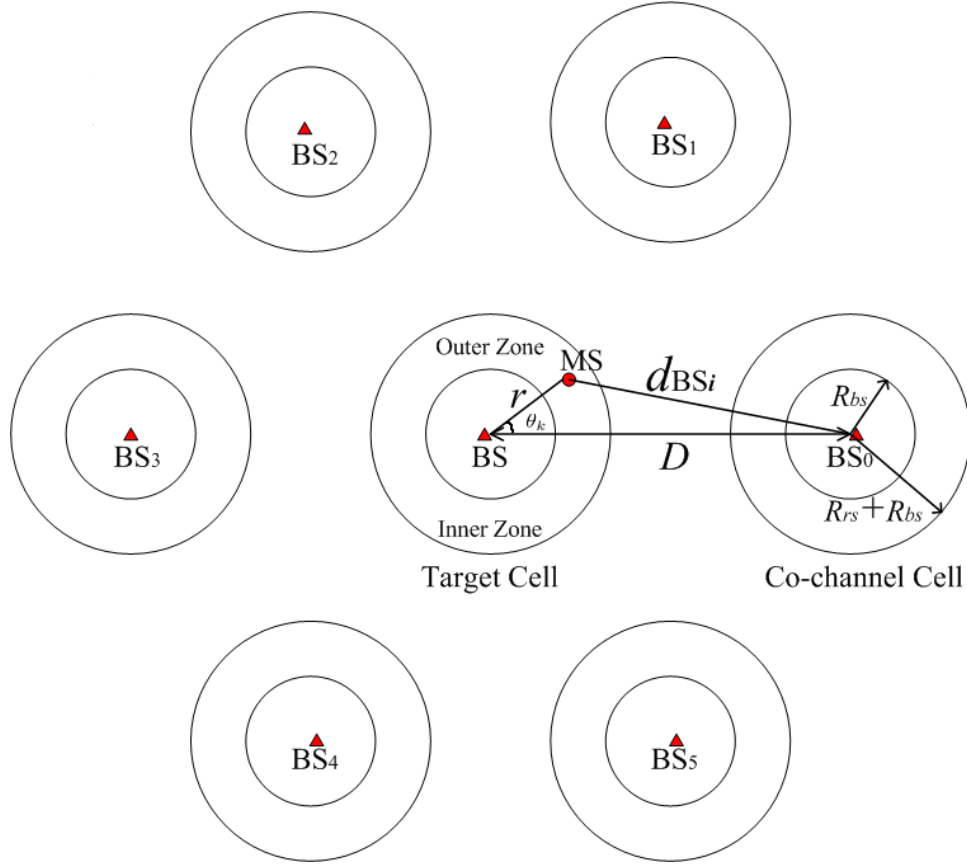 BS2
BS1
Outer Zone
MS
dBSi
r
θk
Rbs
BS3
BS
D
BS0
Inner Zone
Rrs+Rbs
Target Cell
Co-channel Cell
BS4
BS5